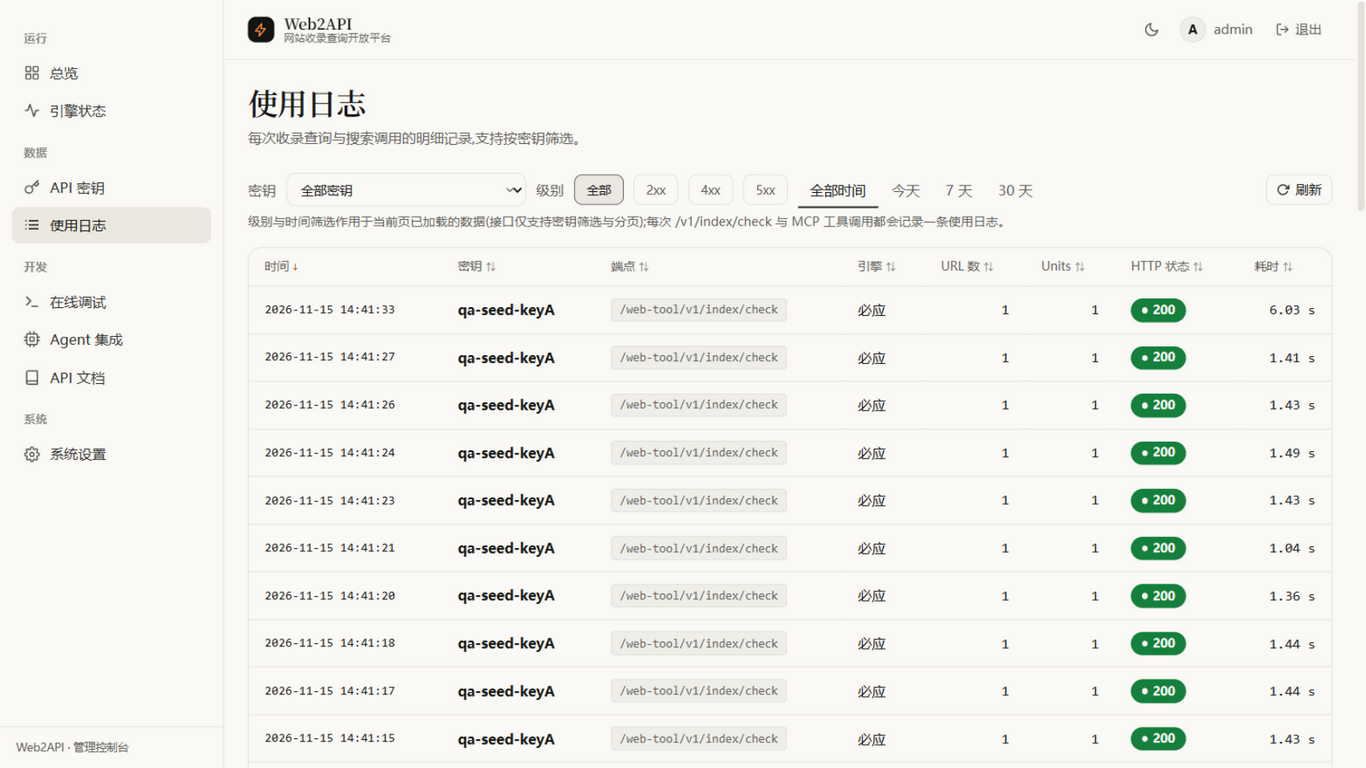 运行
总览
引擎状态
数据
API 密钥
使用日志
开发
在线调试
Agent 集成
API 文档
系统
系统设置
Web2API · 管理控制台
Web2API
网站收录查询开放平台
A admin 退出
使用日志
每次收录查询与搜索调用的明细记录,支持按密钥筛选。
密钥 全部密钥 级别 全部 2xx 4xx 5xx 全部时间 今天 7 天 30 天 刷新
级别与时间筛选作用于当前页已加载的数据(接口仅支持密钥筛选与分页);每次 /v1/index/check 与 MCP 工具调用都会记录一条使用日志。
时间 ↓ 密钥 ↑↓ 端点 ↑↓ 引擎 ↑↓ URL 数 ↑↓ Units ↑↓ HTTP 状态 ↑↓ 耗时 ↑↓
2026-11-15 14:41:33 qa-seed-keyA /web-tool/v1/index/check 必应 1 1 200 6.03 s
2026-11-15 14:41:27 qa-seed-keyA /web-tool/v1/index/check 必应 1 1 200 1.41 s
2026-11-15 14:41:26 qa-seed-keyA /web-tool/v1/index/check 必应 1 1 200 1.43 s
2026-11-15 14:41:24 qa-seed-keyA /web-tool/v1/index/check 必应 1 1 200 1.49 s
2026-11-15 14:41:23 qa-seed-keyA /web-tool/v1/index/check 必应 1 1 200 1.43 s
2026-11-15 14:41:21 qa-seed-keyA /web-tool/v1/index/check 必应 1 1 200 1.04 s
2026-11-15 14:41:20 qa-seed-keyA /web-tool/v1/index/check 必应 1 1 200 1.36 s
2026-11-15 14:41:18 qa-seed-keyA /web-tool/v1/index/check 必应 1 1 200 1.44 s
2026-11-15 14:41:17 qa-seed-keyA /web-tool/v1/index/check 必应 1 1 200 1.44 s
2026-11-15 14:41:15 qa-seed-keyA /web-tool/v1/index/check 必应 1 1 200 1.43 s